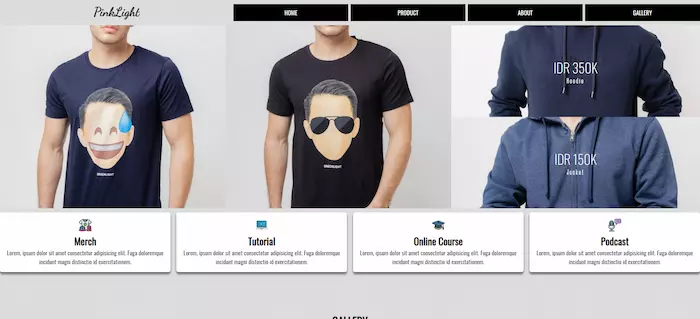 PinkLight
HOME
PRODUCT
ABOUT
GALLERY
IDR 350K
Hoodie
IDR 150K
Jacket
Merch
Lorem, ipsum dolor sit amet consectetur adipisicing elit. Fuga doloremque
incidunt magni distinctio id exercitationem.
Tutorial
Lorem, ipsum dolor sit amet consectetur adipisicing elit. Fuga doloremque
incidunt magni distinctio id exercitationem.
Online Course
Lorem, ipsum dolor sit amet consectetur adipisicing elit. Fuga doloremque
incidunt magni distinctio id exercitationem.
Podcast
Lorem, ipsum dolor sit amet consectetur adipisicing elit. Fuga doloremque
incidunt magni distinctio id exercitationem.
GALLERY